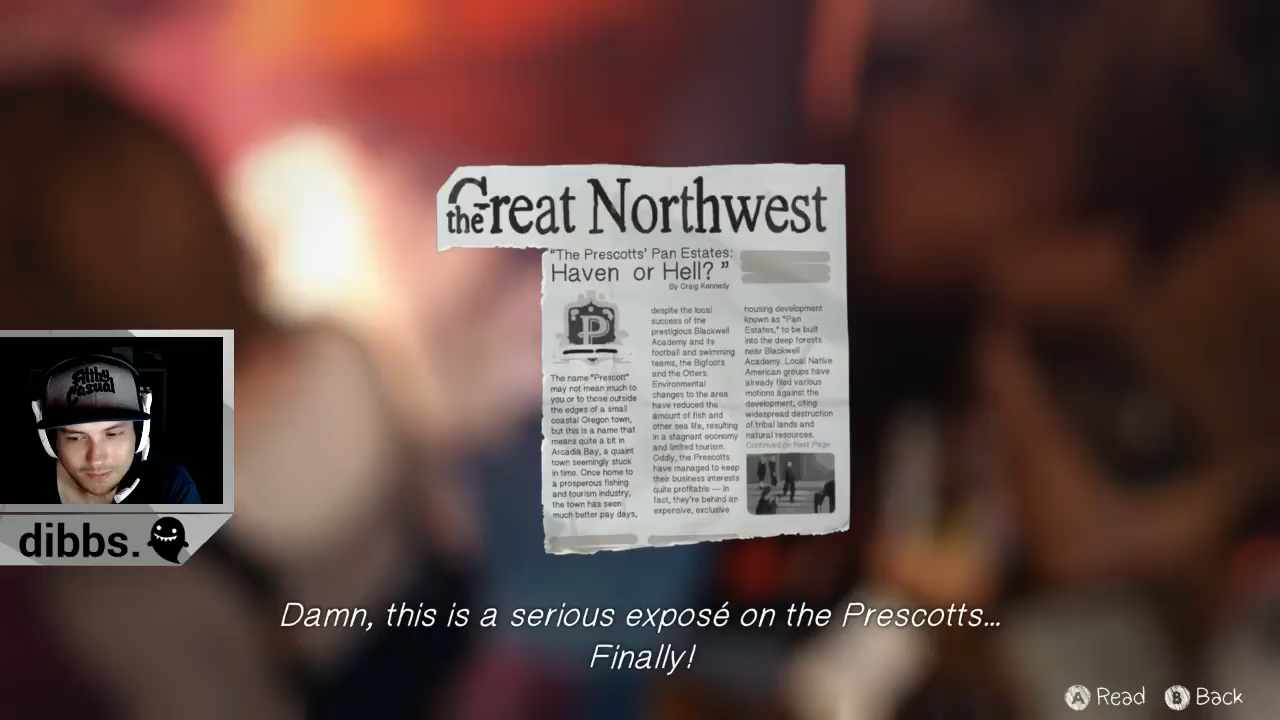 the Great Northwest
"The Prescotts' Pan Estates:
Haven or Hell?"
By Craig Kennedy
P
The name "Prescott"
may not mean much to
you or to those outside
the edges of a small
coastal Oregon town,
but this is a name that
means quite a bit in
Arcadia Bay, a quaint
town seemingly stuck
in time. Once home to
a prosperous fishing
and tourism industry,
the town has seen
much better pay days,
despite the local
success of the
prestigious Blackwell
Academy and its
football and swimming
teams, the Bigfoots
and the Otters.
Environmental
changes to the area
have reduced the
amount of fish and
other sea life, resulting
in a stagnant economy
and limited tourism.
Oddly, the Prescotts
have managed to keep
their business interests
quite profitable — in
fact, they're behind an
expensive, exclusive
housing development
known as "Pan
Estates," to be built
into the deep forests
near Blackwell
Academy. Local Native
American groups have
already filed various
motions against the
development, citing
widespread destruction
of tribal lands and
natural resources.
Continues on Next Page
Filthy
Casual
dibbs.
Damn, this is a serious exposé on the Prescotts...
Finally!
A Read B Back